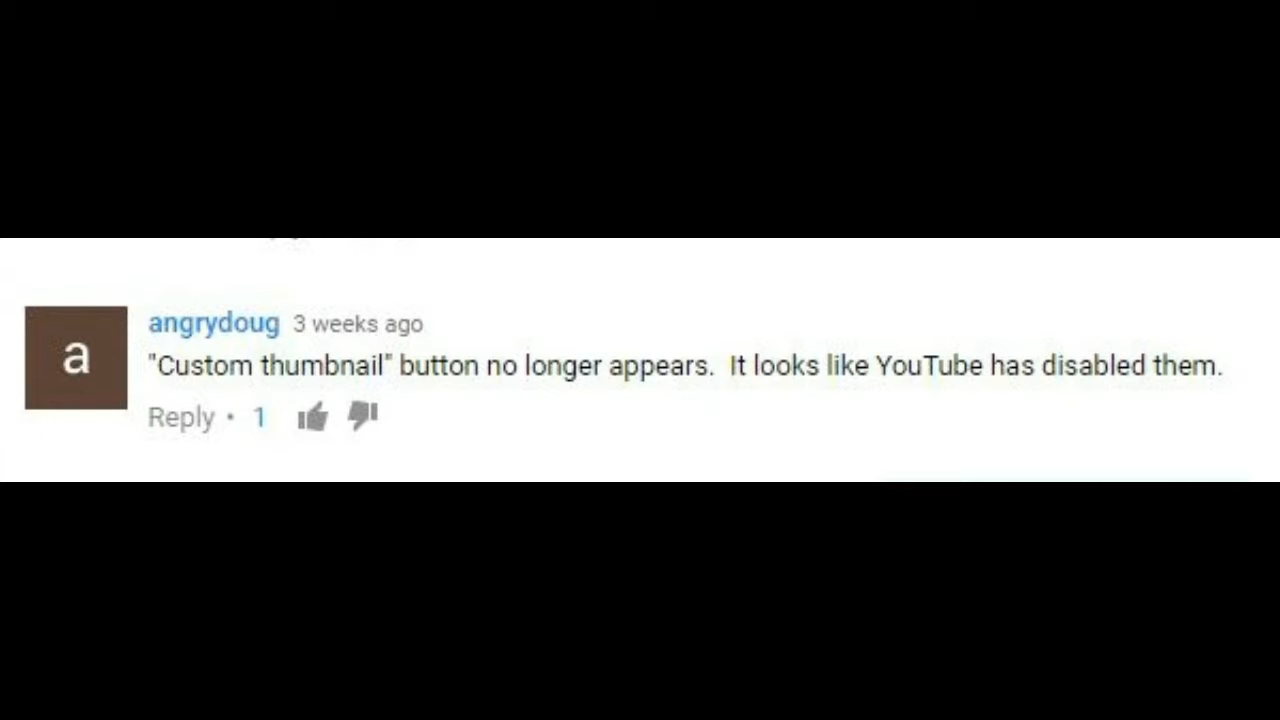 a
angrydoug 3 weeks ago
"Custom thumbnail" button no longer appears.  It looks like YouTube has disabled them.
Reply • 1